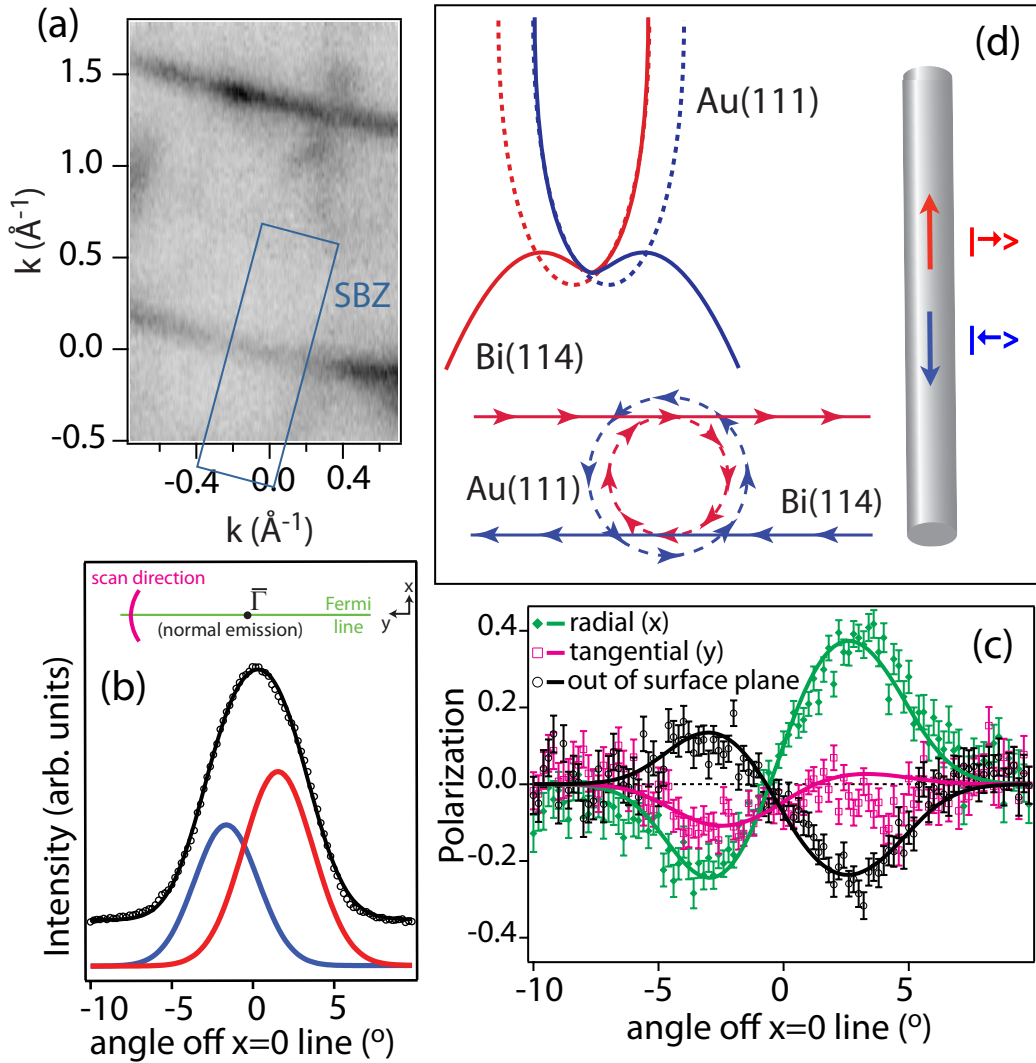 (a)
k (Å⁻¹)
1.5
1.0
0.5
0.0
-0.5
SBZ
-0.4 0.0 0.4
k (Å⁻¹)
(d)
Au(111)
Bi(114)
|→>
|←>
Au(111)
Bi(114)
(b)
scan direction
Γ̅
(normal emission)
Fermi
line
x
y
Intensity (arb. units)
-10 -5 0 5
angle off x=0 line (º)
(c)
radial (x)
tangential (y)
out of surface plane
Polarization
0.4
0.2
0.0
-0.2
-0.4
-10 -5 0 5
angle off x=0 line (º)